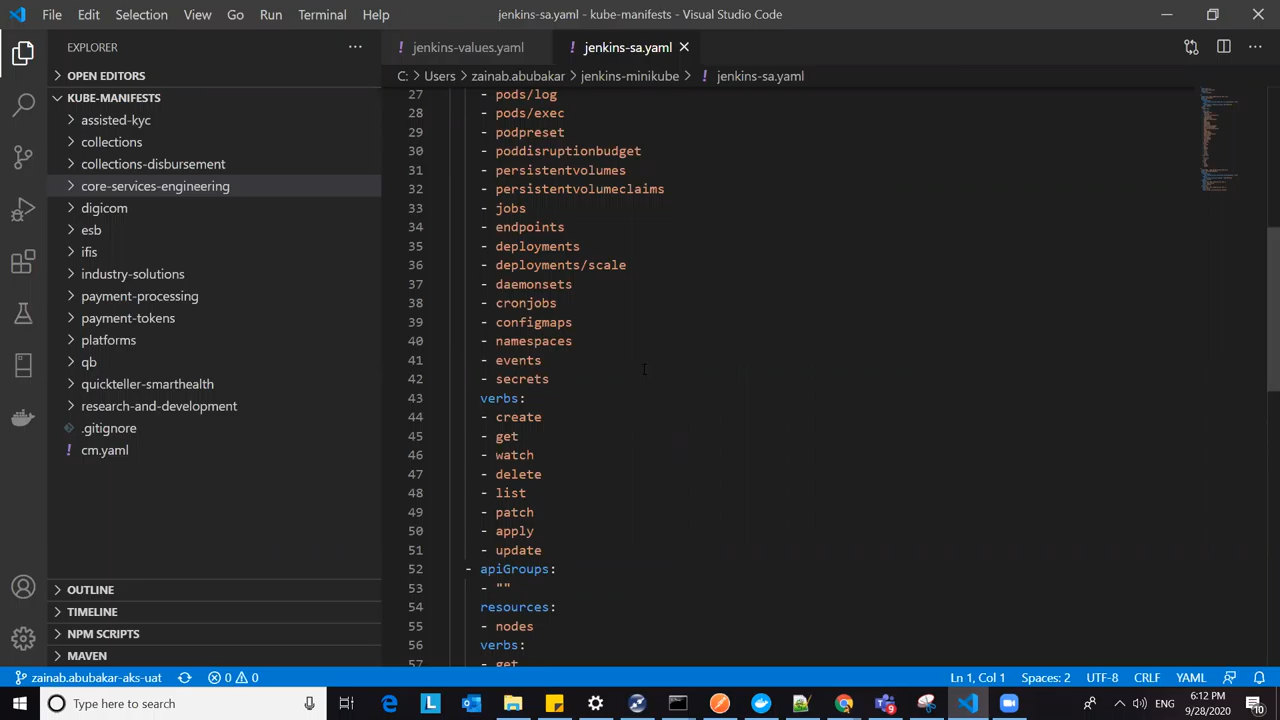 File Edit Selection View Go Run Terminal Help jenkins-sa.yaml - kube-manifests - Visual Studio Code
EXPLORER
OPEN EDITORS
KUBE-MANIFESTS
assisted-kyc
collections
collections-disbursement
core-services-engineering
digicom
esb
ifis
industry-solutions
payment-processing
payment-tokens
platforms
qb
quickteller-smarthealth
research-and-development
.gitignore
! cm.yaml
OUTLINE
TIMELINE
NPM SCRIPTS
MAVEN
! jenkins-values.yaml ! jenkins-sa.yaml
C: > Users > zainab.abubakar > jenkins-minikube > ! jenkins-sa.yaml
27 - pods/log
28 - pods/exec
29 - podpreset
30 - poddisruptionbudget
31 - persistentvolumes
32 - persistentvolumeclaims
33 - jobs
34 - endpoints
35 - deployments
36 - deployments/scale
37 - daemonsets
38 - cronjobs
39 - configmaps
40 - namespaces
41 - events
42 - secrets
43 verbs:
44 - create
45 - get
46 - watch
47 - delete
48 - list
49 - patch
50 - apply
51 - update
52 - apiGroups:
53 - ""
54 resources:
55 - nodes
56 verbs:
57 - get
zainab.abubakar-aks-uat 0 0 Ln 1, Col 1 Spaces: 2 UTF-8 CRLF YAML
Type here to search
ENG
6:12 PM
9/28/2020